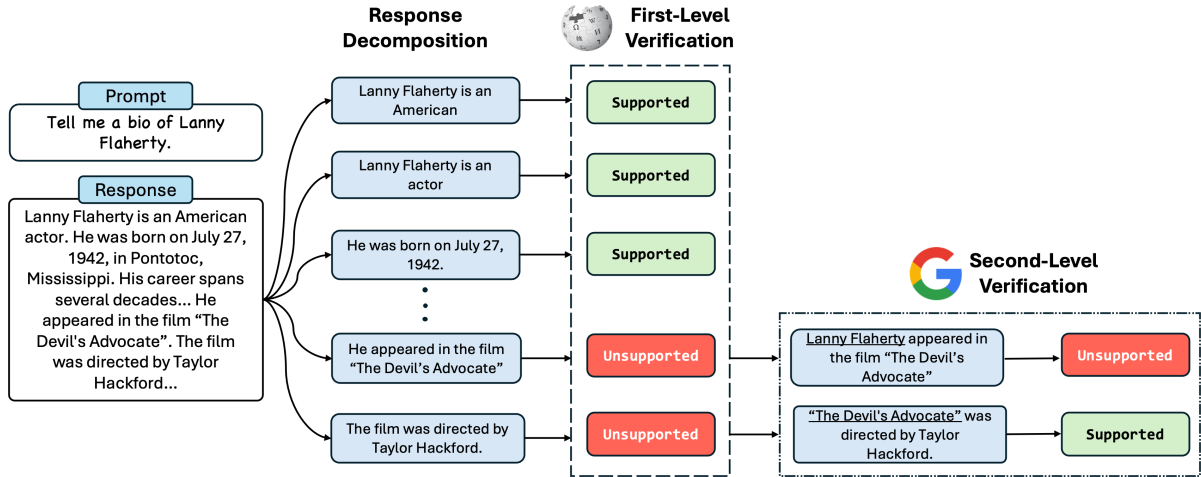 Response
Decomposition
First-Level
Verification
Prompt
Tell me a bio of Lanny
Flaherty.
Response
Lanny Flaherty is an American
actor. He was born on July 27,
1942, in Pontotoc,
Mississippi. His career spans
several decades... He
appeared in the film “The
Devil's Advocate”. The film
was directed by Taylor
Hackford...
Lanny Flaherty is an
American
Supported
Lanny Flaherty is an
actor
Supported
He was born on July 27,
1942.
Supported
He appeared in the film
“The Devil’s Advocate”
Unsupported
The film was directed by
Taylor Hackford.
Unsupported
Second-Level
Verification
Lanny Flaherty appeared in
the film “The Devil’s
Advocate”
Unsupported
“The Devil's Advocate” was
directed by Taylor
Hackford.
Supported